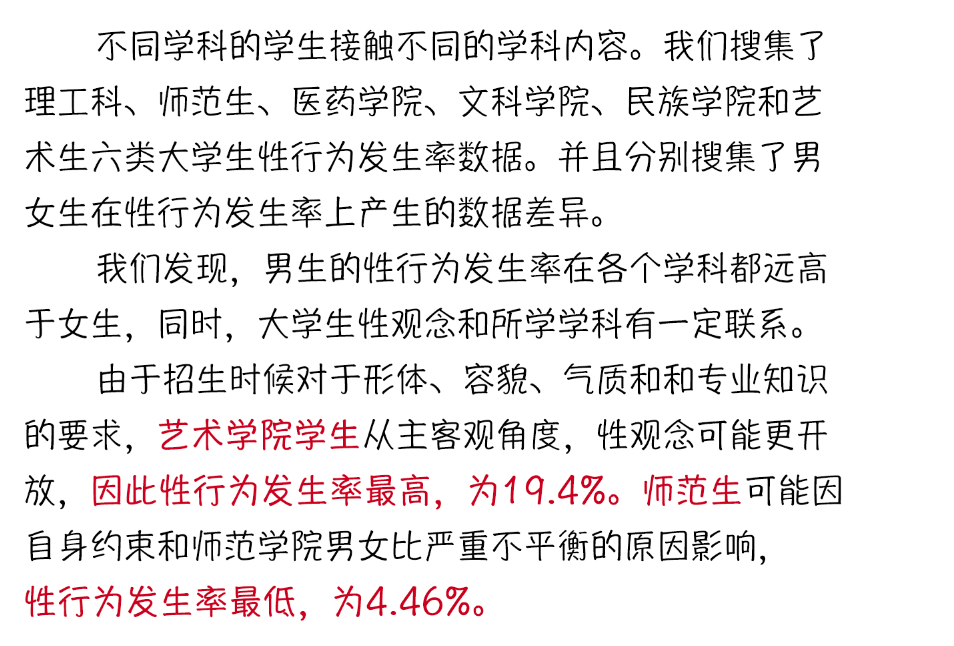 不同学科的学生接触不同的学科内容。我们搜集了
理工科、师范生、医药学院、文科学院、民族学院和艺
术生六类大学生性行为发生率数据。并且分别搜集了男
女生在性行为发生率上产生的数据差异。
我们发现，男生的性行为发生率在各个学科都远高
于女生，同时，大学生性观念和所学学科有一定联系。
由于招生时候对于形体、容貌、气质和和专业知识
的要求，艺术学院学生从主客观角度，性观念可能更开
放，因此性行为发生率最高，为19.4%。师范生可能因
自身约束和师范学院男女比严重不平衡的原因影响，
性行为发生率最低，为4.46%。